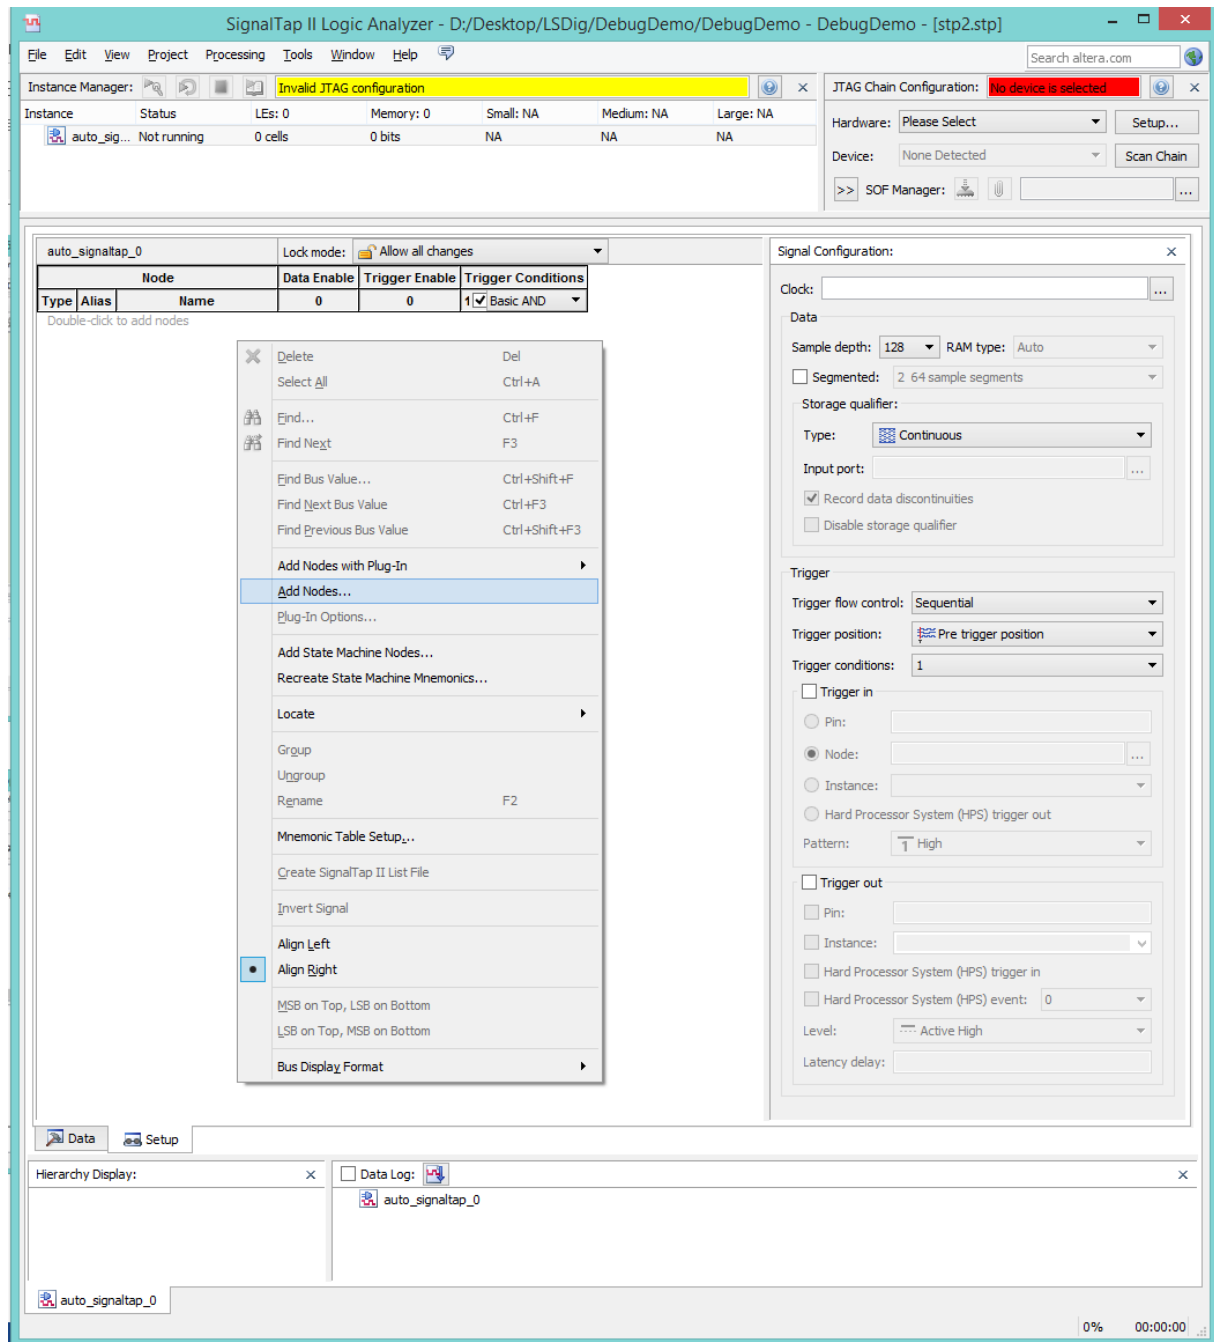 SignalTap II Logic Analyzer - D:/Desktop/LSDig/DebugDemo/DebugDemo - DebugDemo - [stp2.stp]
File Edit View Project Processing Tools Window Help
Search altera.com
Instance Manager: Invalid JTAG configuration
Instance Status LEs: 0 Memory: 0 Small: NA Medium: NA Large: NA
auto_sig... Not running 0 cells 0 bits NA NA NA
JTAG Chain Configuration: No device is selected
Hardware: Please Select Setup...
Device: None Detected Scan Chain
>> SOF Manager: ...
auto_signaltap_0 Lock mode: Allow all changes
Node Data Enable Trigger Enable Trigger Conditions
Type Alias Name 0 0 1 Basic AND
Double-click to add nodes
Delete Del
Select All Ctrl+A
Find... Ctrl+F
Find Next F3
Find Bus Value... Ctrl+Shift+F
Find Next Bus Value Ctrl+F3
Find Previous Bus Value Ctrl+Shift+F3
Add Nodes with Plug-In
Add Nodes...
Plug-In Options...
Add State Machine Nodes...
Recreate State Machine Mnemonics...
Locate
Group
Ungroup
Rename F2
Mnemonic Table Setup...
Create SignalTap II List File
Invert Signal
Align Left
Align Right
MSB on Top, LSB on Bottom
LSB on Top, MSB on Bottom
Bus Display Format
Signal Configuration:
Clock: ...
Data
Sample depth: 128 RAM type: Auto
Segmented: 2 64 sample segments
Storage qualifier:
Type: Continuous
Input port: ...
Record data discontinuities
Disable storage qualifier
Trigger
Trigger flow control: Sequential
Trigger position: Pre trigger position
Trigger conditions: 1
Trigger in
Pin:
Node: ...
Instance:
Hard Processor System (HPS) trigger out
Pattern: 1 High
Trigger out
Pin:
Instance:
Hard Processor System (HPS) trigger in
Hard Processor System (HPS) event: 0
Level: Active High
Latency delay:
Data Setup
Hierarchy Display:
Data Log:
auto_signaltap_0
auto_signaltap_0
0% 00:00:00